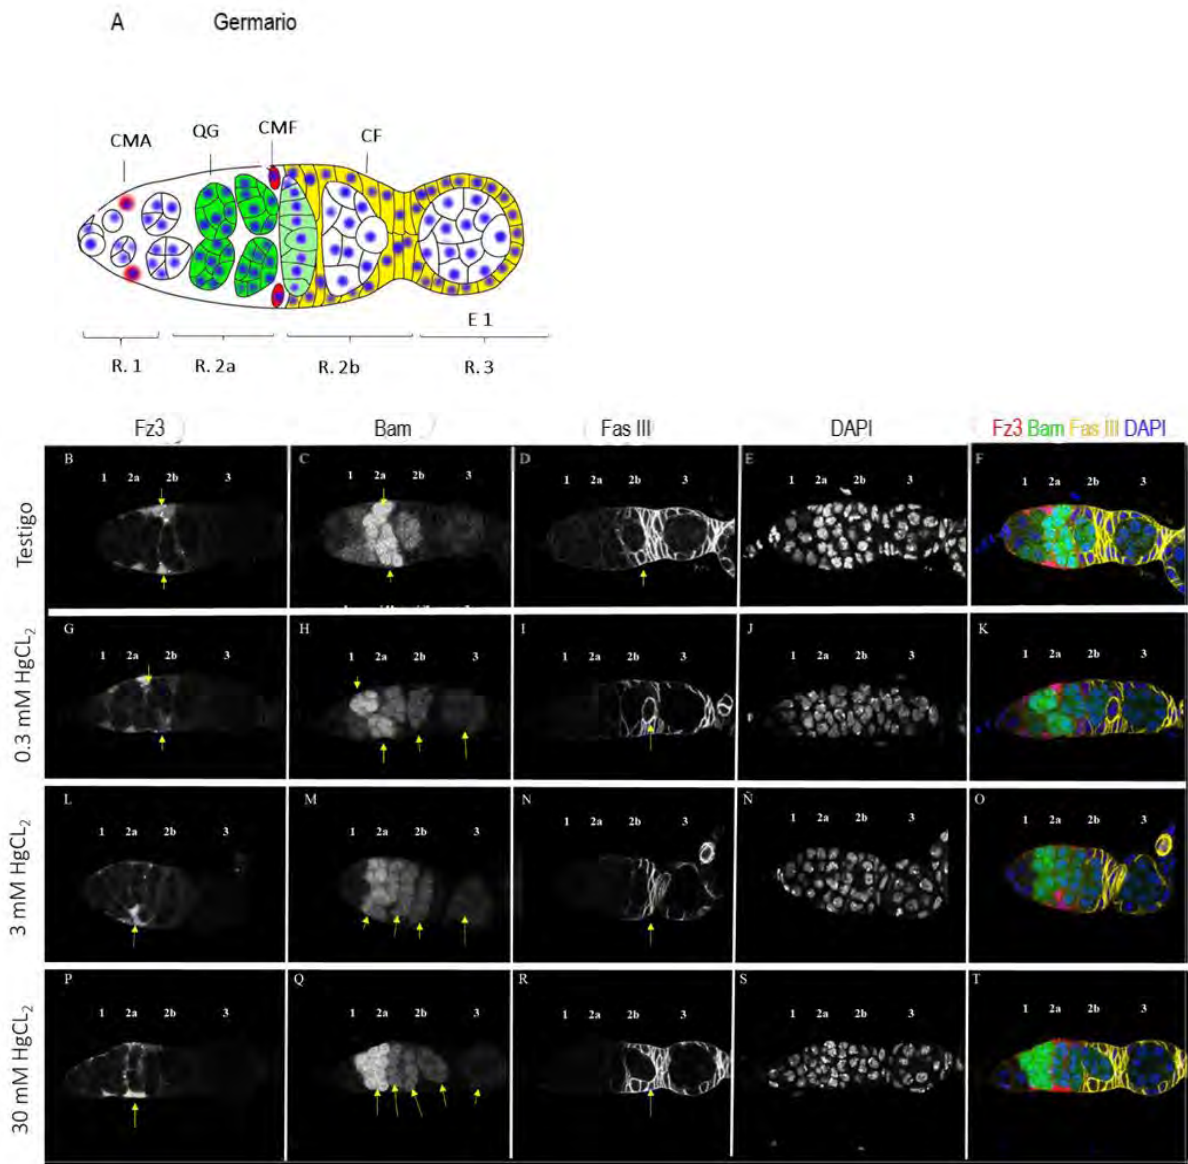 A Germario
CMA QG CMF CF
E 1
R. 1 R. 2a R. 2b R. 3
Fz3 Bam Fas III DAPI Fz3 Bam Fas III DAPI
Testigo
B 1 2a 2b 3
C 1 2a 2b 3
D 1 2a 2b 3
E 1 2a 2b 3
F 1 2a 2b 3
0.3 mM HgCL₂
G 1 2a 2b 3
H 1 2a 2b 3
I 1 2a 2b 3
J 1 2a 2b 3
K 1 2a 2b 3
3 mM HgCL₂
L 1 2a 2b 3
M 1 2a 2b 3
N 1 2a 2b 3
Ñ 1 2a 2b 3
O 1 2a 2b 3
30 mM HgCL₂
P 1 2a 2b 3
Q 1 2a 2b 3
R 1 2a 2b 3
S 1 2a 2b 3
T 1 2a 2b 3